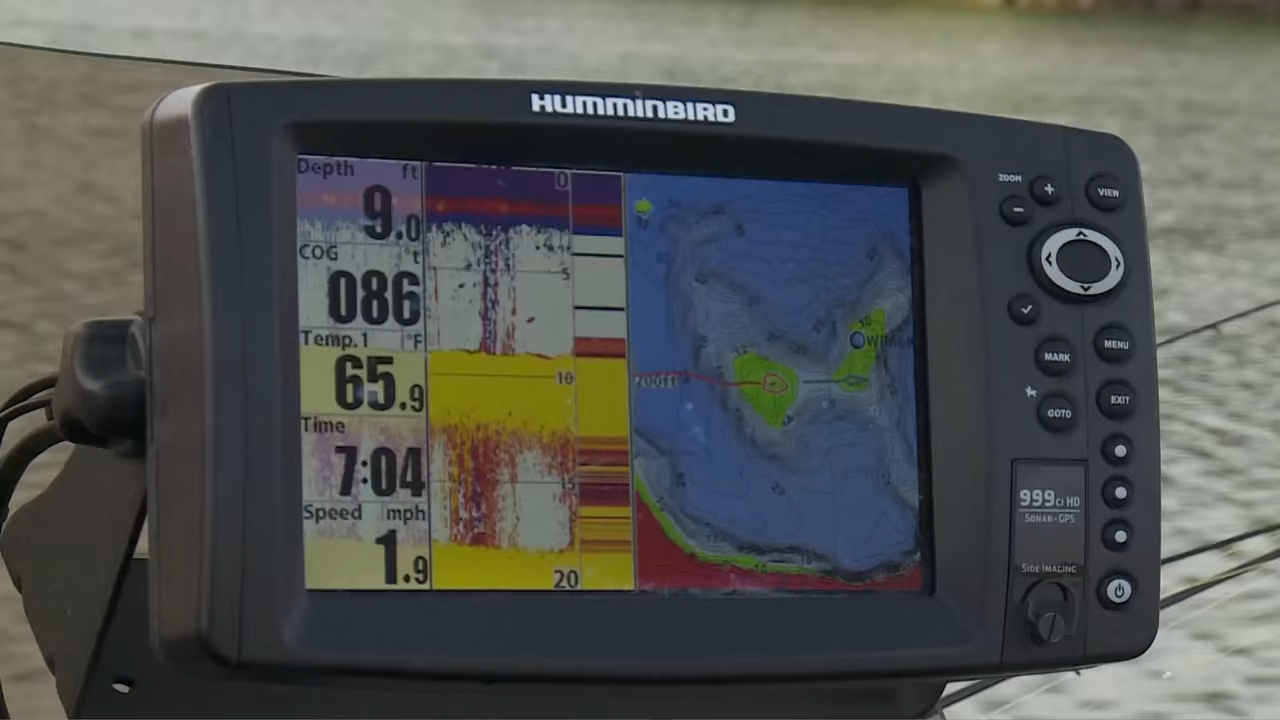 HUMMINBIRD
Depth ft
9.0
COG °t
086
Temp.1 °F
65.9
Time
7:04
Speed mph
1.9
0
5
10
15
20
200ft
10
ZOOM
+
-
VIEW
MARK
MENU
GOTO
EXIT
999CI HD
SONAR·GPS
SIDE IMAGING